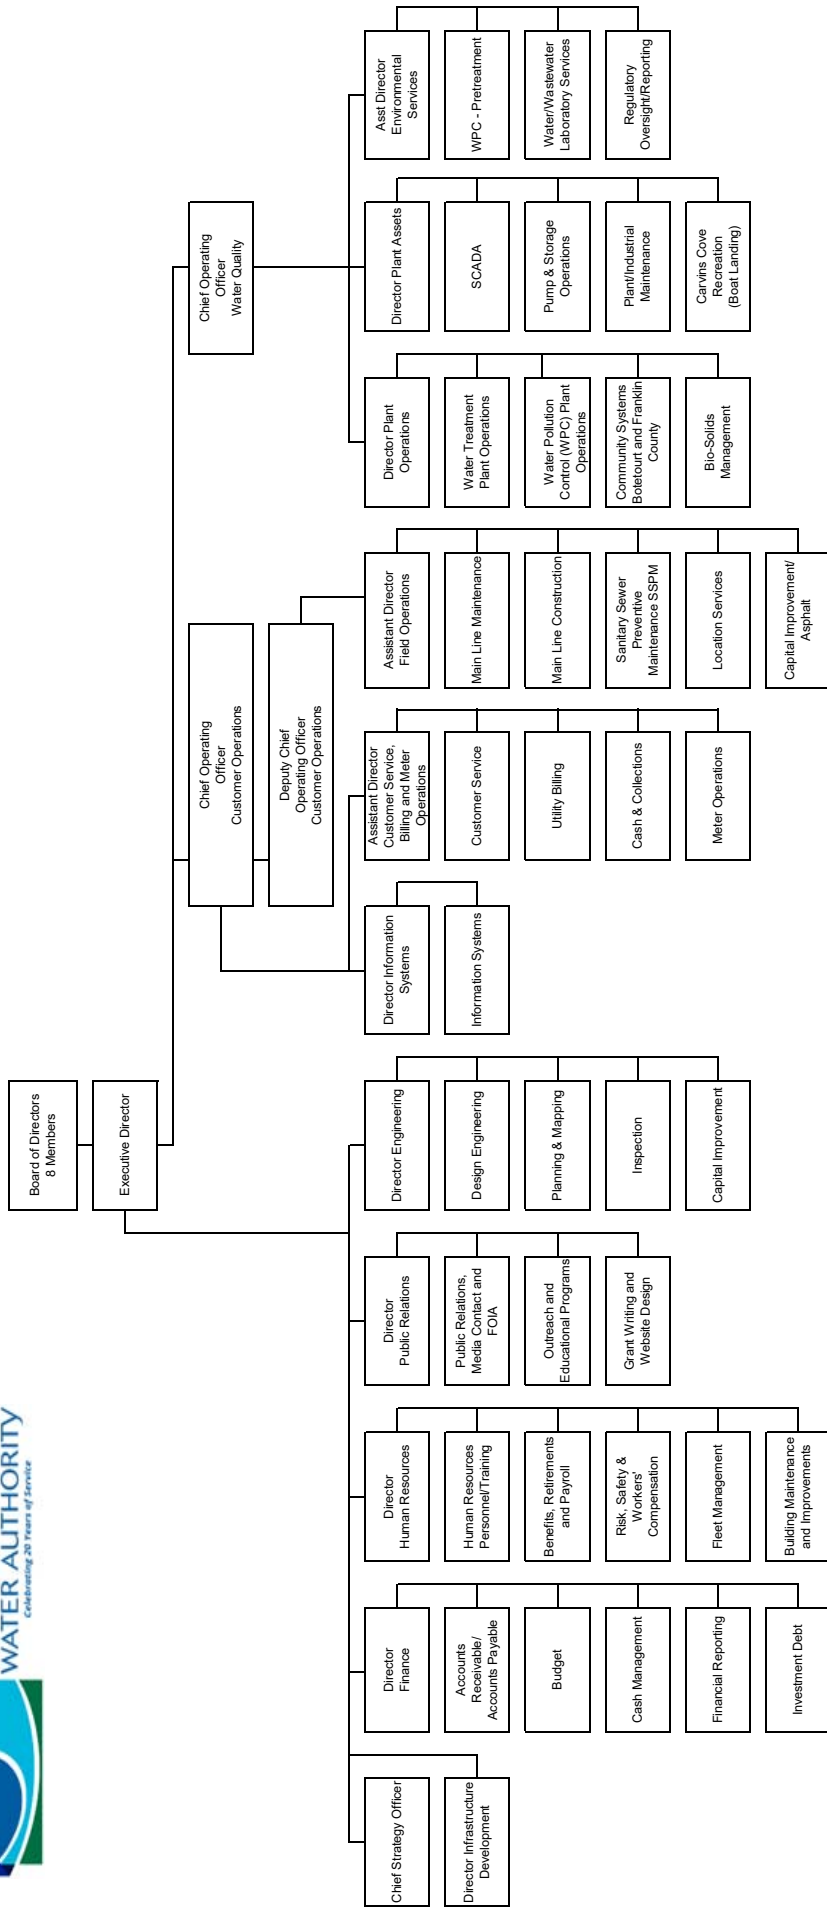 WATER AUTHORITY
Celebrating 20 Years of Service
Board of Directors
8 Members
Executive Director
Chief Operating
Officer
Customer Operations
Deputy Chief
Operating Officer
Customer Operations
Chief Operating
Officer
Water Quality
Chief Strategy Officer
Director Infrastructure
Development
Director
Finance
Accounts
Receivable/
Accounts Payable
Budget
Cash Management
Financial Reporting
Investment Debt
Director
Human Resources
Human Resources
Personnel/Training
Benefits, Retirements
and Payroll
Risk, Safety &
Workers'
Compensation
Fleet Management
Building Maintenance
and Improvements
Director
Public Relations
Public Relations,
Media Contact and
FOIA
Outreach and
Educational Programs
Grant Writing and
Website Design
Director Engineering
Design Engineering
Planning & Mapping
Inspection
Capital Improvement
Director Information
Systems
Information Systems
Assistant Director
Customer Service,
Billing and Meter
Operations
Customer Service
Utility Billing
Cash & Collections
Meter Operations
Assistant Director
Field Operations
Main Line Maintenance
Main Line Construction
Sanitary Sewer
Preventive
Maintenance SSPM
Location Services
Capital Improvement/
Asphalt
Director Plant
Operations
Water Treatment
Plant Operations
Water Pollution
Control (WPC) Plant
Operations
Community Systems
Botetourt and Franklin
County
Bio-Solids
Management
Director Plant Assets
SCADA
Pump & Storage
Operations
Plant/Industrial
Maintenance
Carvins Cove
Recreation
(Boat Landing)
Asst Director
Environmental
Services
WPC - Pretreatment
Water/Wastewater
Laboratory Services
Regulatory
Oversight/Reporting